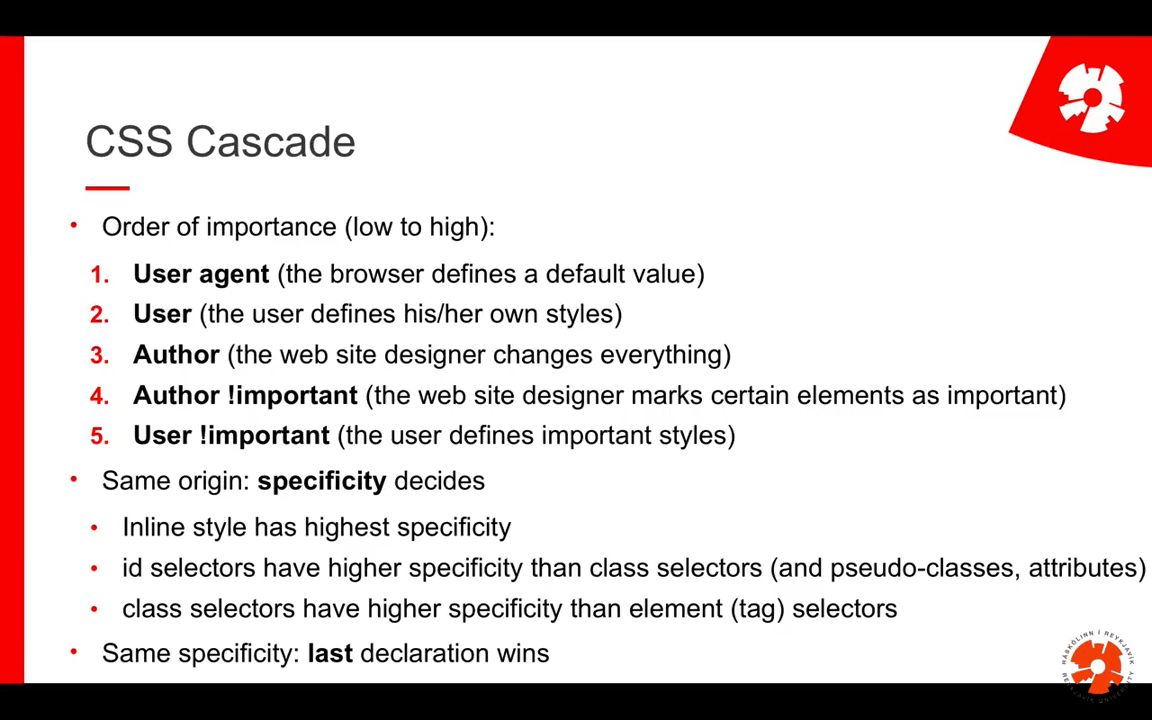 CSS Cascade
• Order of importance (low to high):
1. User agent (the browser defines a default value)
2. User (the user defines his/her own styles)
3. Author (the web site designer changes everything)
4. Author !important (the web site designer marks certain elements as important)
5. User !important (the user defines important styles)
• Same origin: specificity decides
• Inline style has highest specificity
• id selectors have higher specificity than class selectors (and pseudo-classes, attributes)
• class selectors have higher specificity than element (tag) selectors
• Same specificity: last declaration wins
HÁSKÓLINN Í REYKJAVÍK
REYKJAVÍK UNIVERSITY